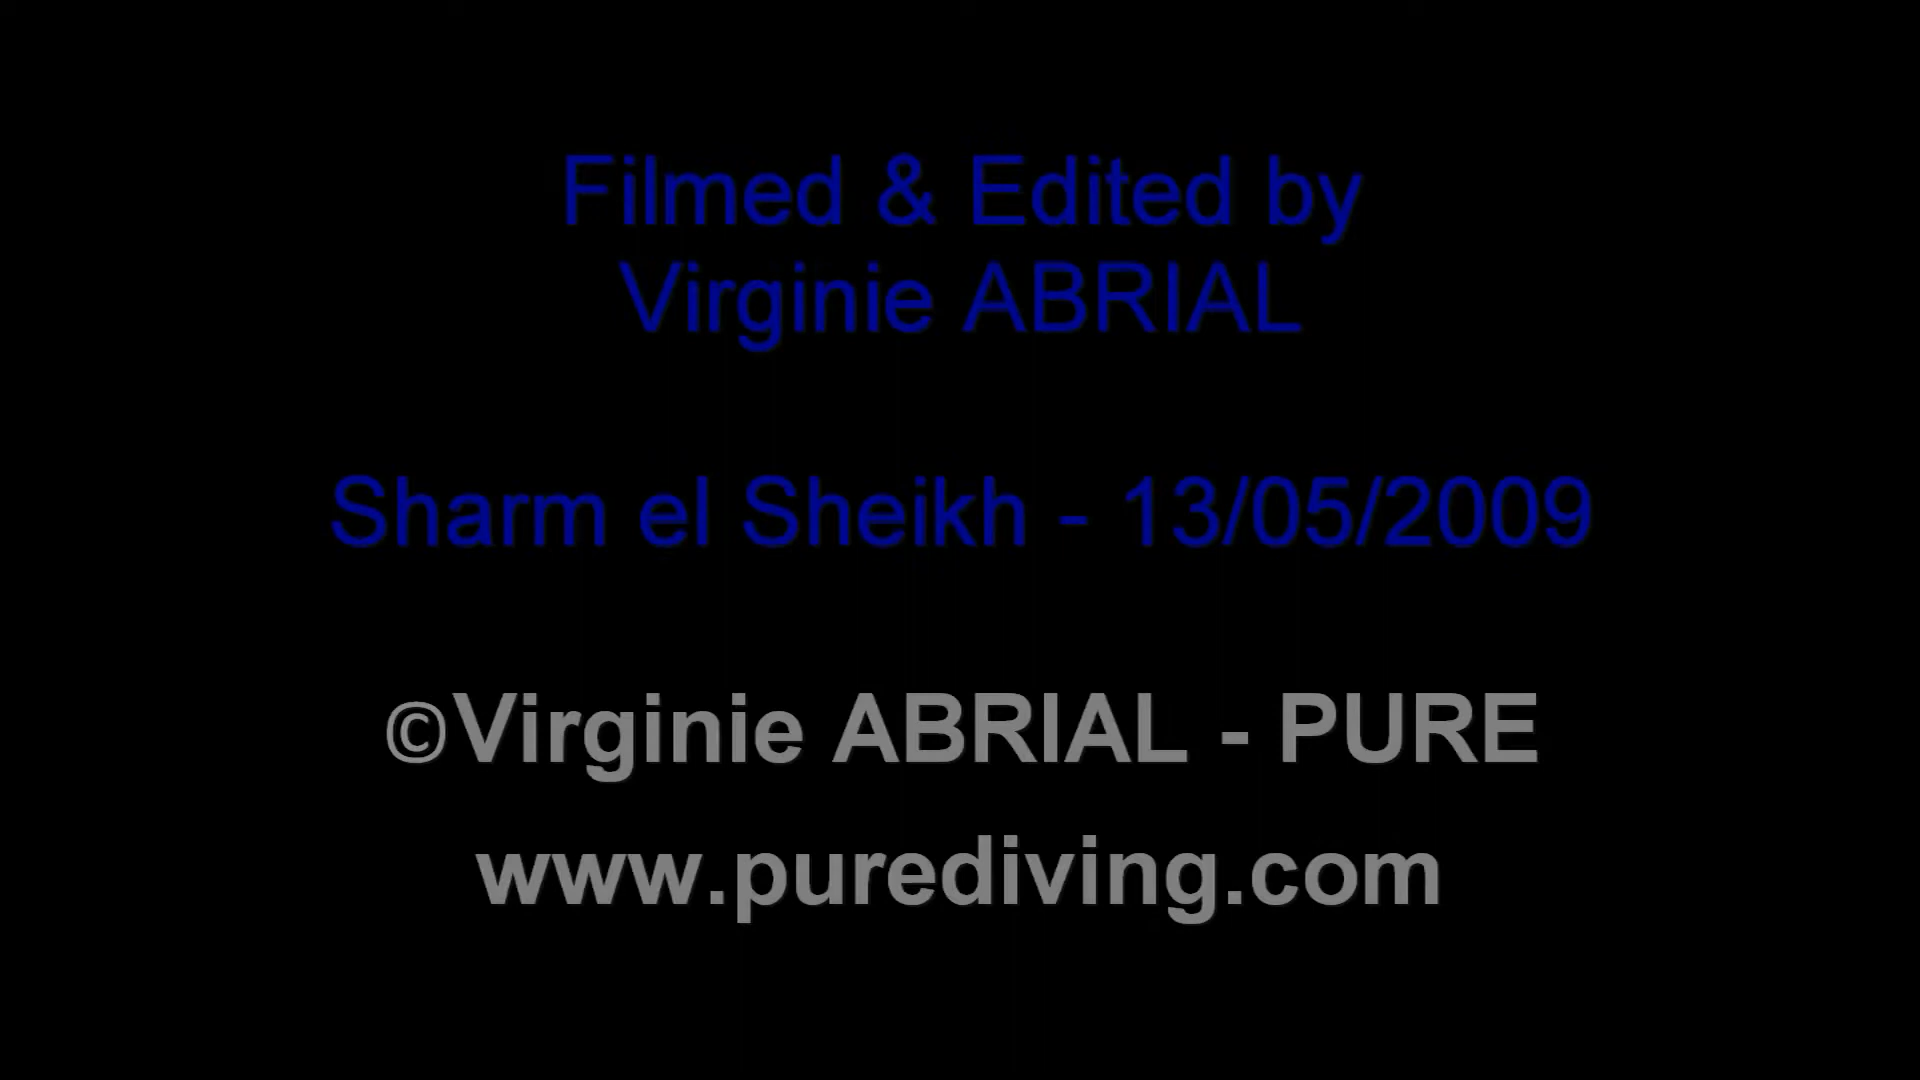 Filmed & Edited by
Virginie ABRIAL
Sharm el Sheikh - 13/05/2009
©Virginie ABRIAL - PURE
www.purediving.com